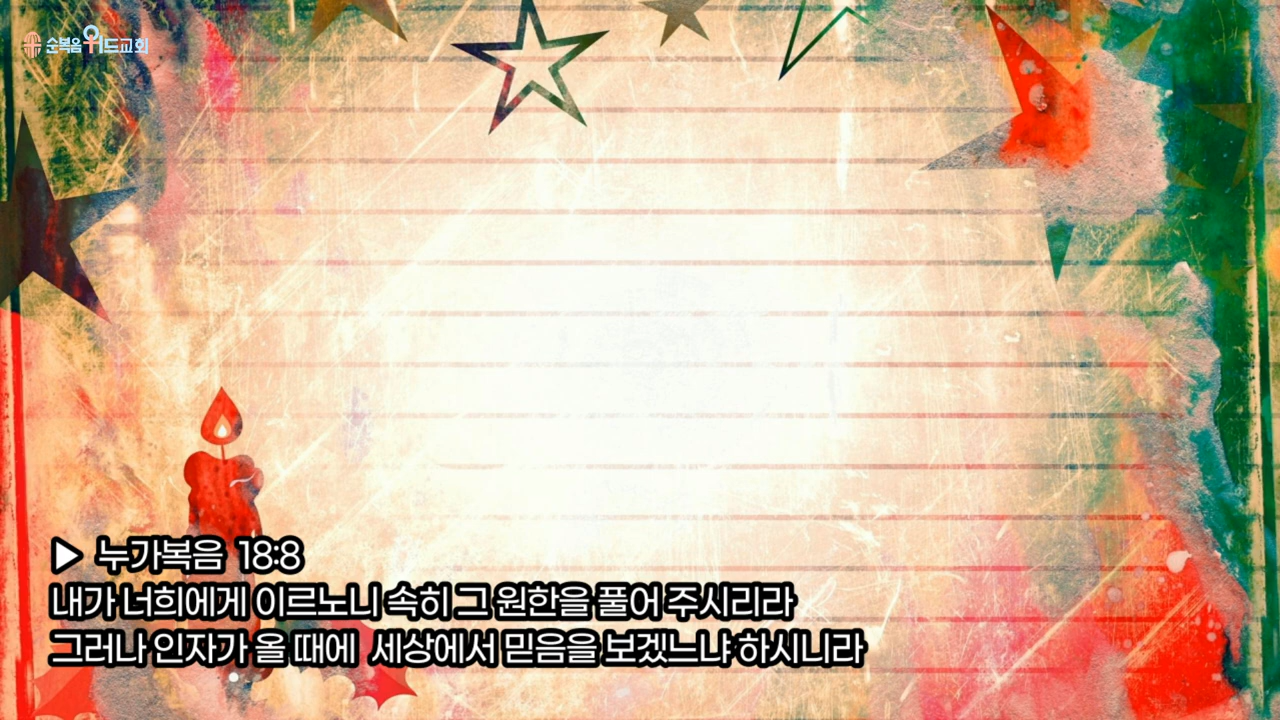 순복음위드교회
▶ 누가복음 18:8
내가 너희에게 이르노니 속히 그 원한을 풀어 주시리라
그러나 인자가 올 때에 세상에서 믿음을 보겠느냐 하시니라